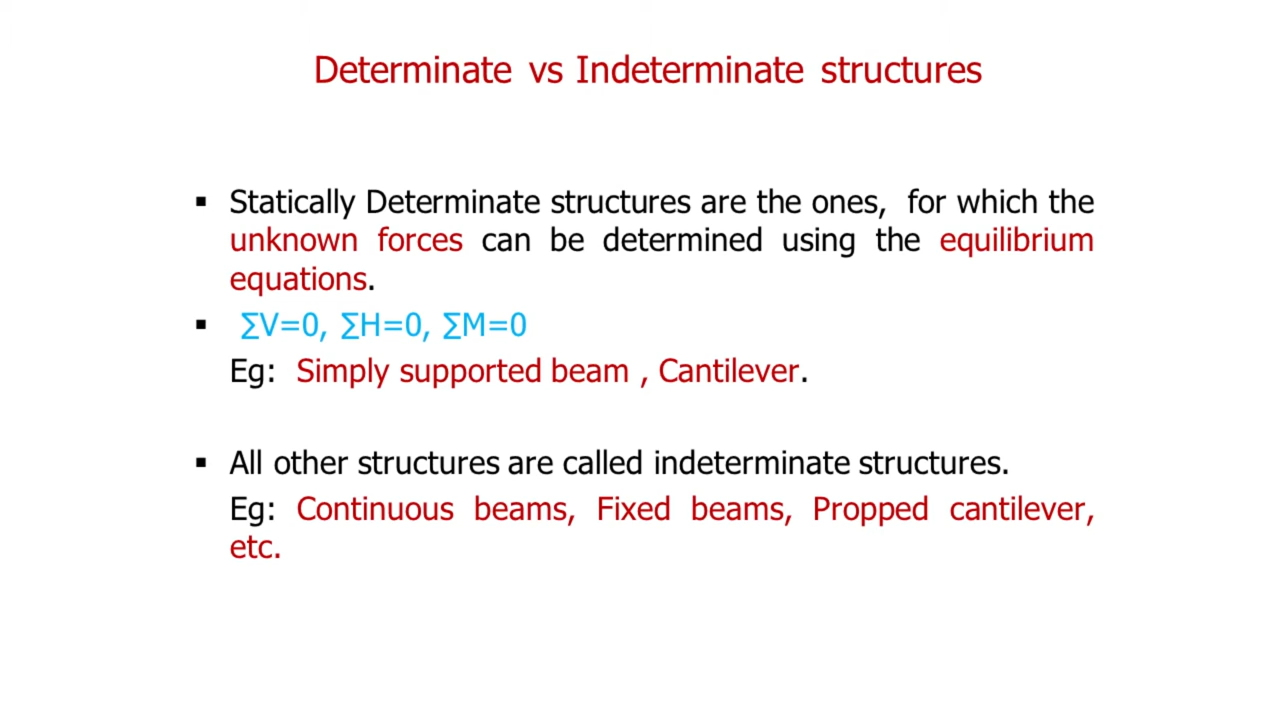 Determinate vs Indeterminate structures
▪ Statically Determinate structures are the ones, for which the
unknown forces can be determined using the equilibrium
equations.
▪ ∑V=0, ∑H=0, ∑M=0
Eg: Simply supported beam , Cantilever.
▪ All other structures are called indeterminate structures.
Eg: Continuous beams, Fixed beams, Propped cantilever,
etc.